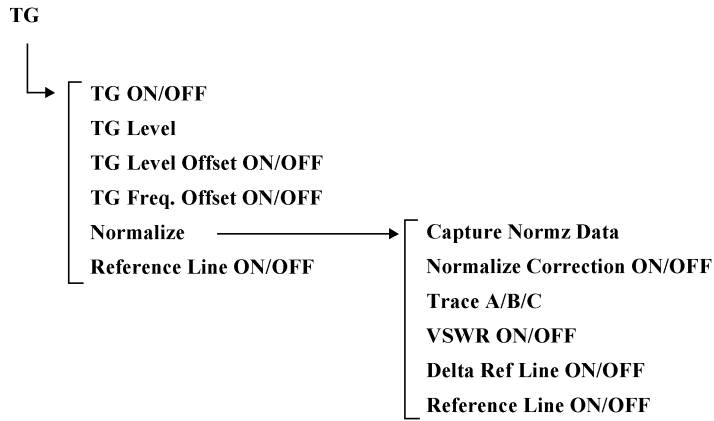 TG
TG ON/OFF
TG Level
TG Level Offset ON/OFF
TG Freq. Offset ON/OFF
Normalize
Reference Line ON/OFF
Capture Normz Data
Normalize Correction ON/OFF
Trace A/B/C
VSWR ON/OFF
Delta Ref Line ON/OFF
Reference Line ON/OFF